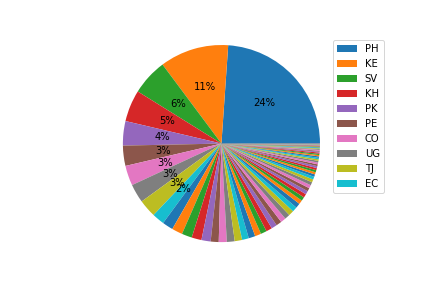 24%
11%
6%
5%
4%
3%
3%
3%
3%
2%
PH
KE
SV
KH
PK
PE
CO
UG
TJ
EC